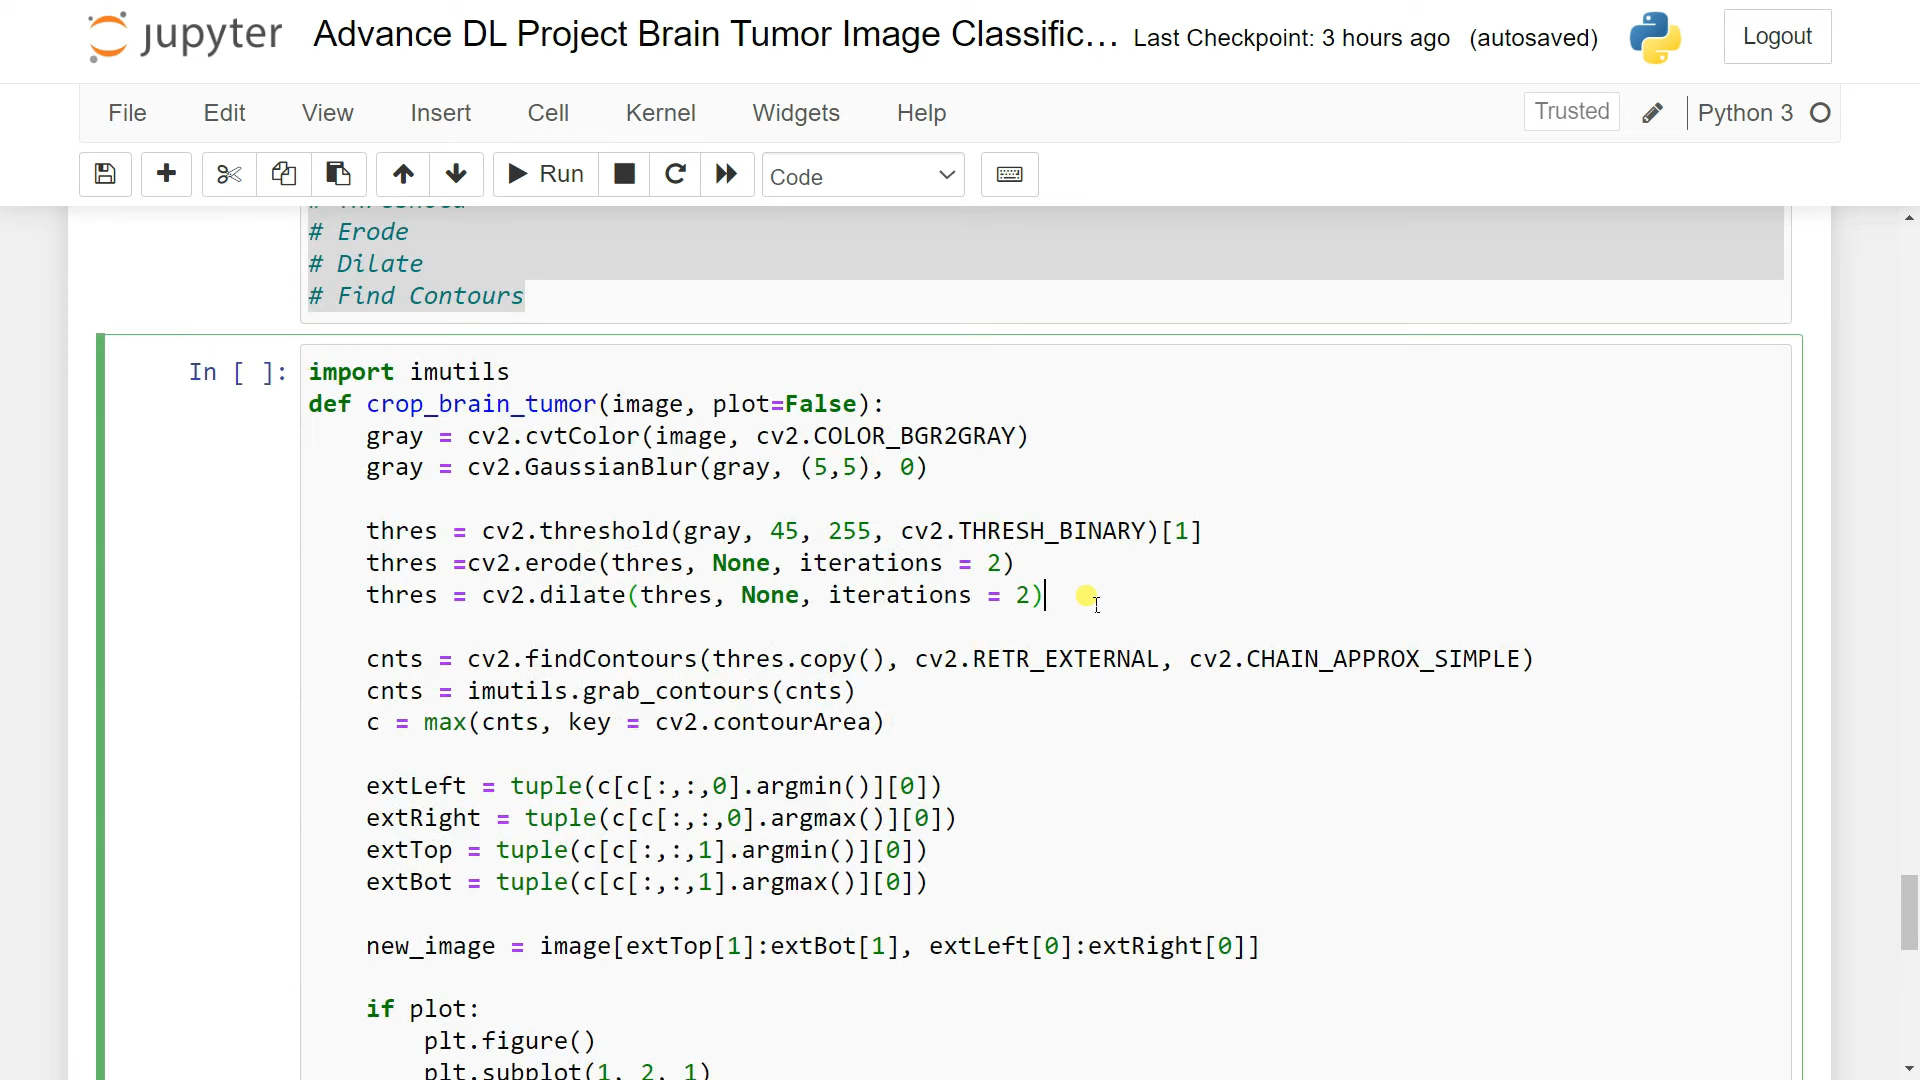 jupyter Advance DL Project Brain Tumor Image Classific... Last Checkpoint: 3 hours ago (autosaved) Logout
File Edit View Insert Cell Kernel Widgets Help Trusted Python 3
Run Code
# Erode
# Dilate
# Find Contours
In [ ]: import imutils
def crop_brain_tumor(image, plot=False):
    gray = cv2.cvtColor(image, cv2.COLOR_BGR2GRAY)
    gray = cv2.GaussianBlur(gray, (5,5), 0)
    thres = cv2.threshold(gray, 45, 255, cv2.THRESH_BINARY)[1]
    thres =cv2.erode(thres, None, iterations = 2)
    thres = cv2.dilate(thres, None, iterations = 2)
    cnts = cv2.findContours(thres.copy(), cv2.RETR_EXTERNAL, cv2.CHAIN_APPROX_SIMPLE)
    cnts = imutils.grab_contours(cnts)
    c = max(cnts, key = cv2.contourArea)
    extLeft = tuple(c[c[:,:,0].argmin()][0])
    extRight = tuple(c[c[:,:,0].argmax()][0])
    extTop = tuple(c[c[:,:,1].argmin()][0])
    extBot = tuple(c[c[:,:,1].argmax()][0])
    new_image = image[extTop[1]:extBot[1], extLeft[0]:extRight[0]]
    if plot:
        plt.figure()
        plt.subplot(1, 2, 1)